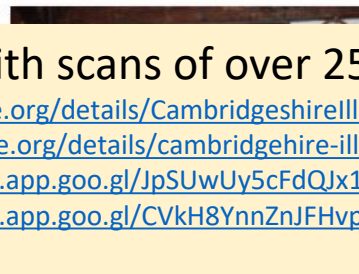 ith scans of over 25
e.org/details/CambridgeshireIll
e.org/details/cambridgehire-ill
.app.goo.gl/JpSUwUy5cFdQJx1
.app.goo.gl/CVkH8YnnZnJFHvp